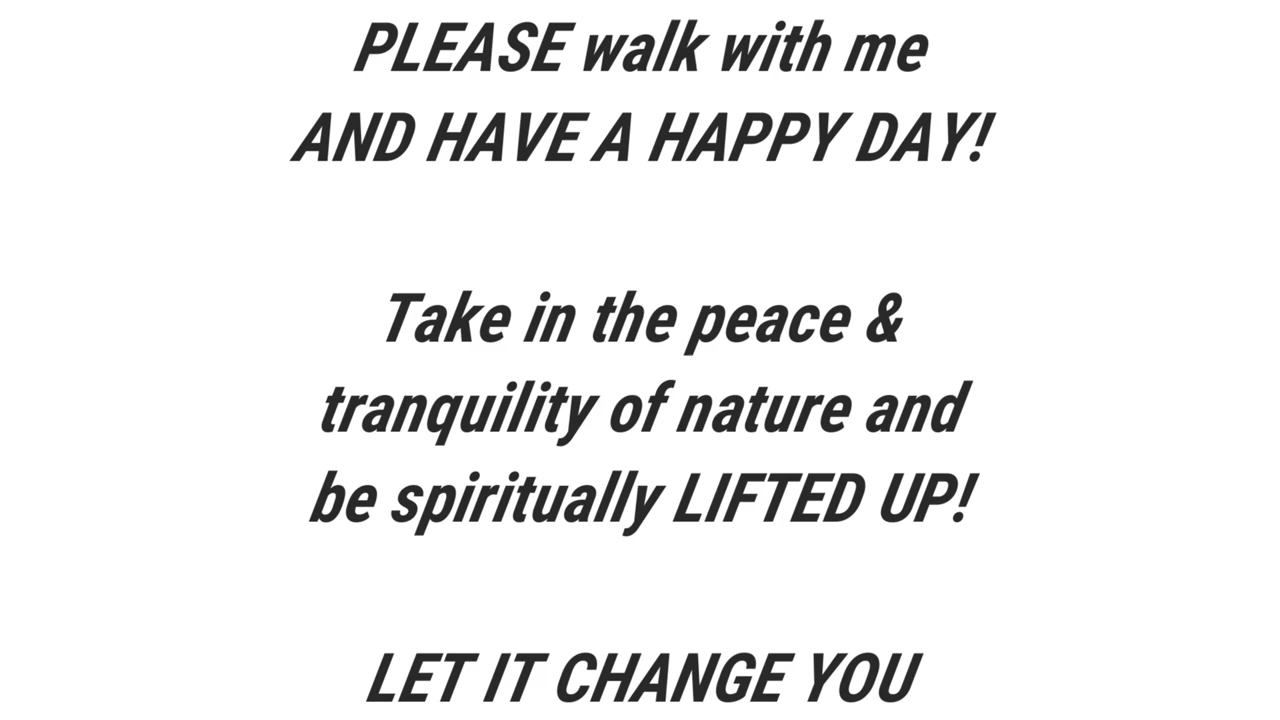 PLEASE walk with me
AND HAVE A HAPPY DAY!
Take in the peace &
tranquility of nature and
be spiritually LIFTED UP!
LET IT CHANGE YOU